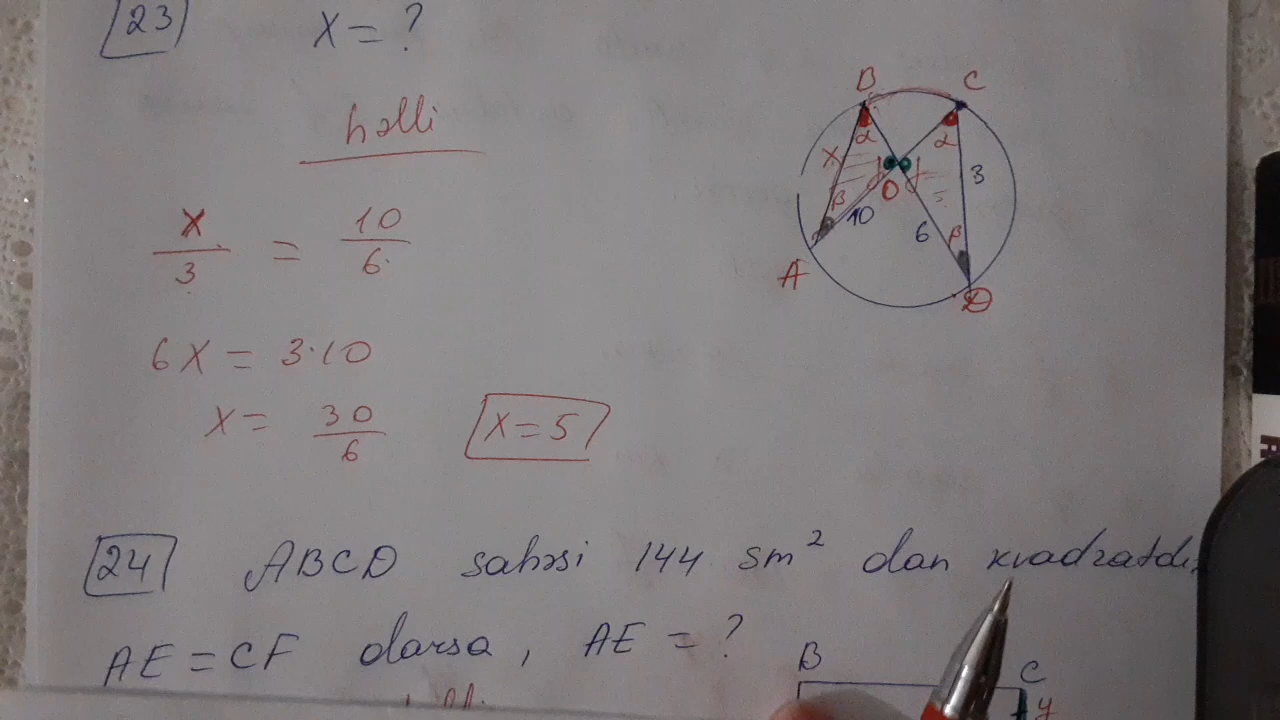 23 X = ?
həlli
X/3 = 10/6
6X = 3·10
X = 30/6 X = 5
B C
α α
X O 3
β 10 6 β
A D
24 ABCD sahəsi 144 sm² olan kvadratdı
AE = CF olarsa, AE = ?
B C
y